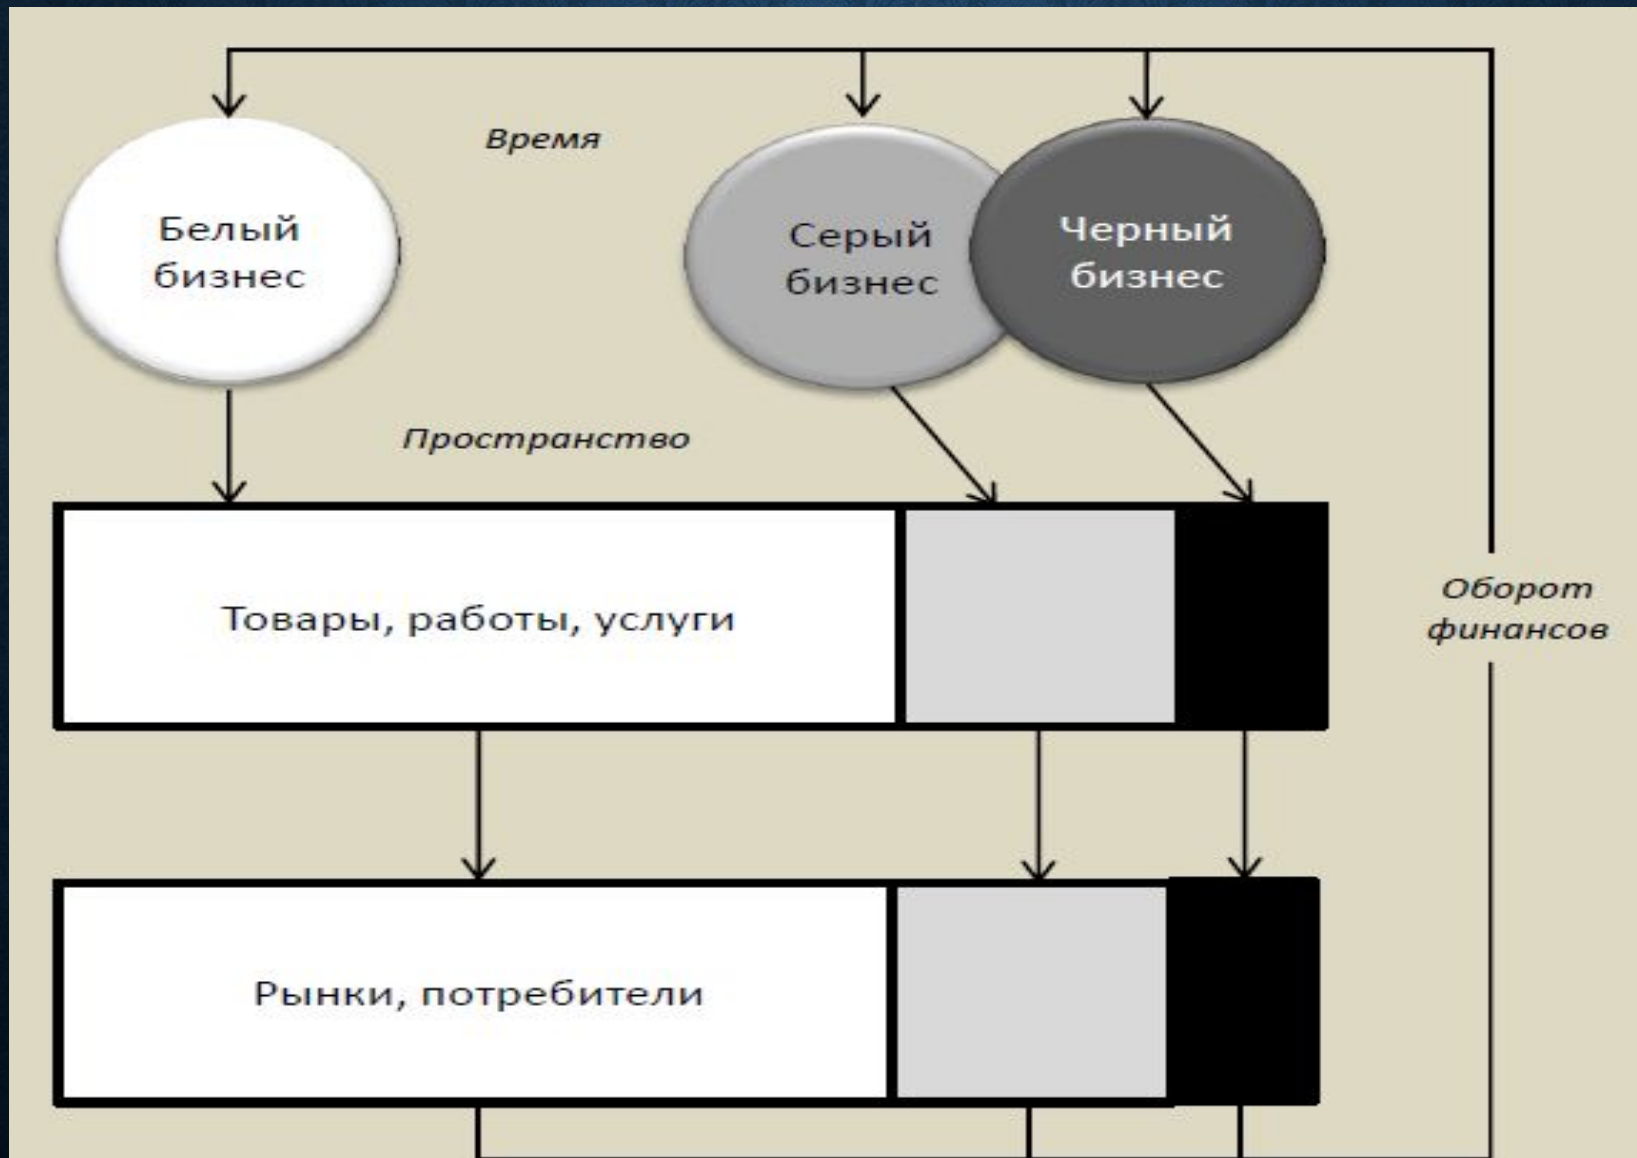 Время
Белый
бизнес
Серый
бизнес
Черный
бизнес
Пространство
Товары, работы, услуги
Оборот
финансов
Рынки, потребители